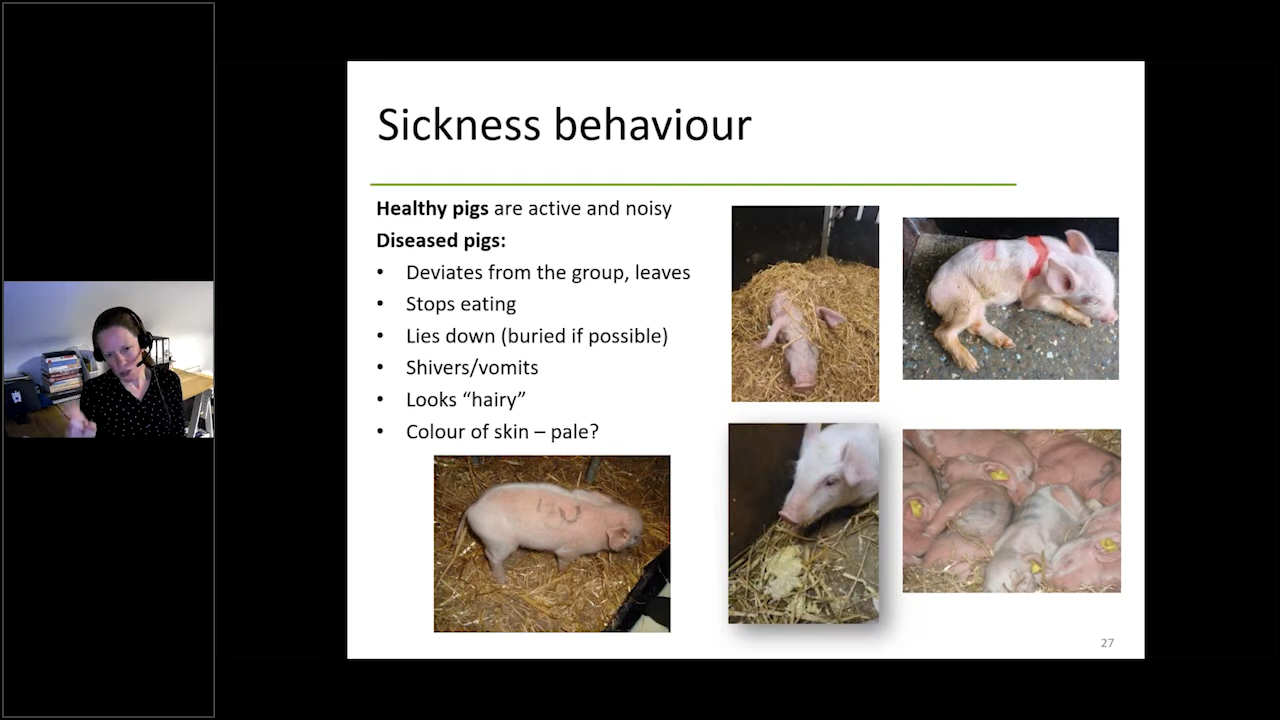 Sickness behaviour
Healthy pigs are active and noisy
Diseased pigs:
• Deviates from the group, leaves
• Stops eating
• Lies down (buried if possible)
• Shivers/vomits
• Looks “hairy”
• Colour of skin – pale?
27